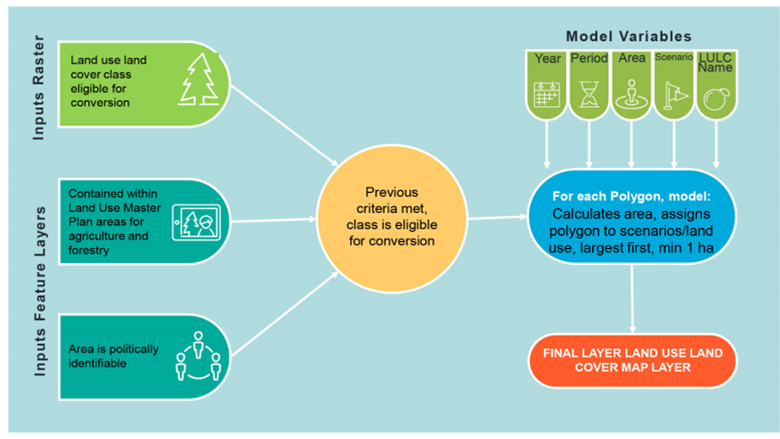 Inputs Raster
Land use land
cover class
eligible for
conversion
Inputs Feature Layers
Contained within
Land Use Master
Plan areas for
agriculture and
forestry
Area is politically
identifiable
Previous
criteria met,
class is eligible
for conversion
Model Variables
Year
Period
Area
Scenario
LULC
Name
For each Polygon, model:
Calculates area, assigns
polygon to scenarios/land
use, largest first, min 1 ha
FINAL LAYER LAND USE LAND
COVER MAP LAYER